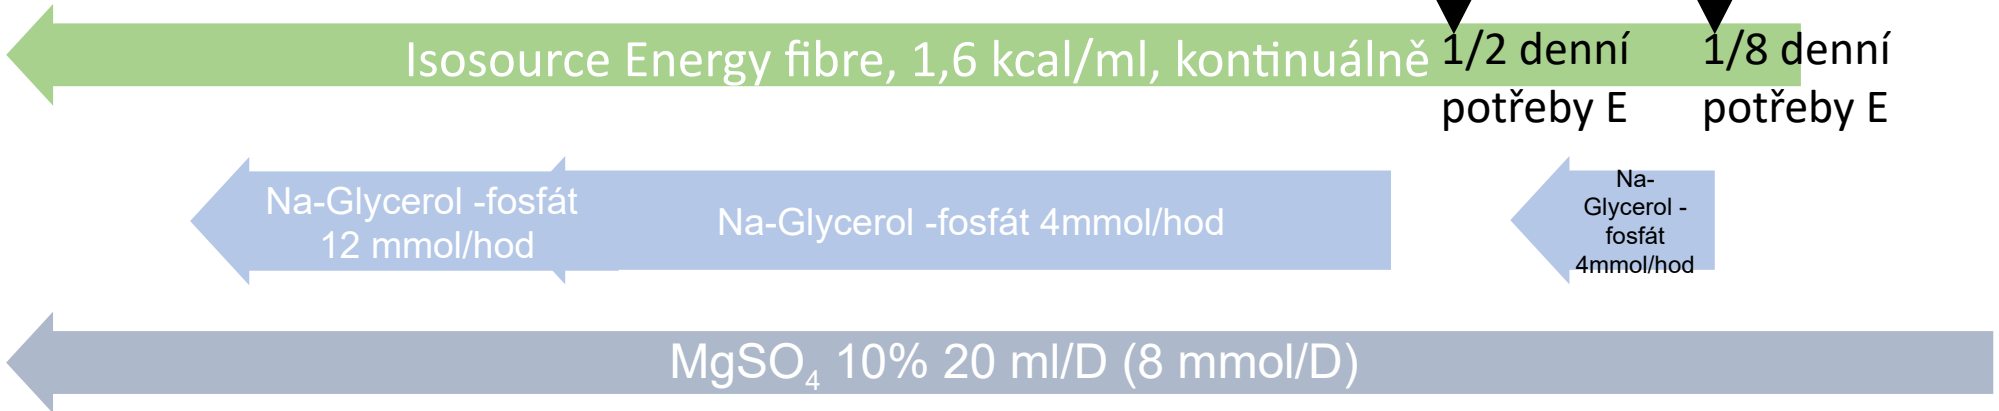 Isosource Energy fibre, 1,6 kcal/ml, kontinuálně
1/2 denní
potřeby E
1/8 denní
potřeby E
Na-Glycerol -fosfát
12 mmol/hod
Na-Glycerol -fosfát 4mmol/hod
Na-
Glycerol -
fosfát
4mmol/hod
MgSO₄ 10% 20 ml/D (8 mmol/D)